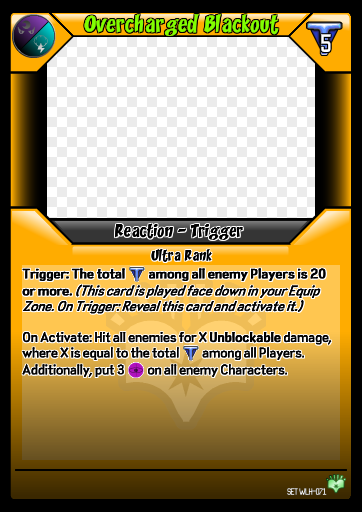 Overcharged Blackout
5
Reaction - Trigger
Ultra Rank
Trigger: The total among all enemy Players is 20
or more. (This card is played face down in your Equip
Zone. On Trigger: Reveal this card and activate it.)
On Activate: Hit all enemies for X Unblockable damage,
where X is equal to the total among all Players.
Additionally, put 3 on all enemy Characters.
SET WLH-071